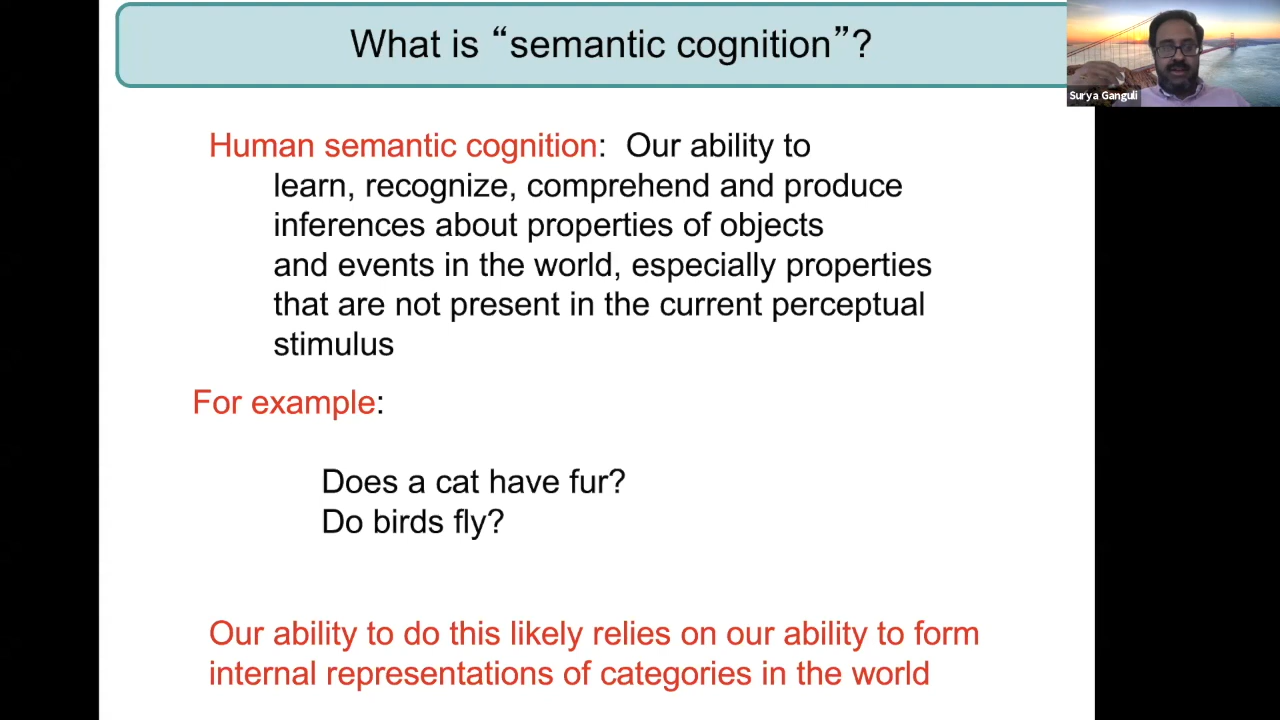 What is “semantic cognition”?
Surya Ganguli
Human semantic cognition: Our ability to
learn, recognize, comprehend and produce
inferences about properties of objects
and events in the world, especially properties
that are not present in the current perceptual
stimulus
For example:
Does a cat have fur?
Do birds fly?
Our ability to do this likely relies on our ability to form
internal representations of categories in the world